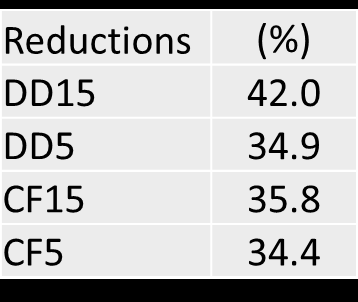 Reductions (%)
DD15 42.0
DD5 34.9
CF15 35.8
CF5 34.4